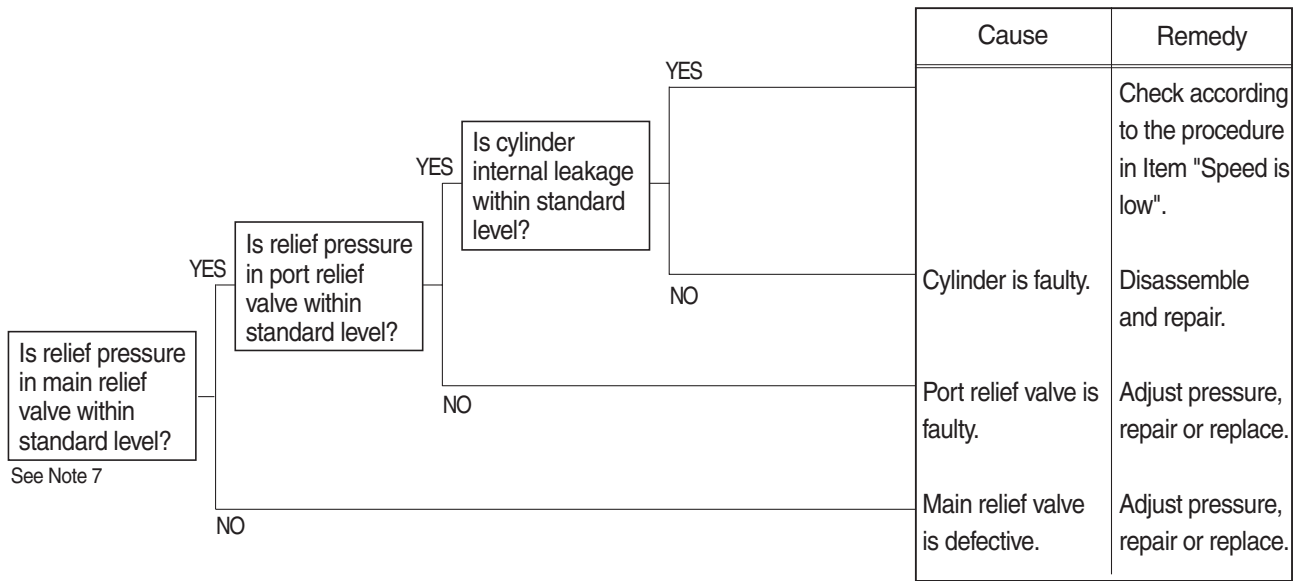 Cause
Remedy
YES
Check according
to the procedure
in Item "Speed is
low".
Is cylinder
internal leakage
within standard
level?
YES
NO
Cylinder is faulty.
Disassemble
and repair.
Is relief pressure
in port relief
valve within
standard level?
YES
NO
Port relief valve is
faulty.
Adjust pressure,
repair or replace.
Is relief pressure
in main relief
valve within
standard level?
See Note 7
NO
Main relief valve
is defective.
Adjust pressure,
repair or replace.